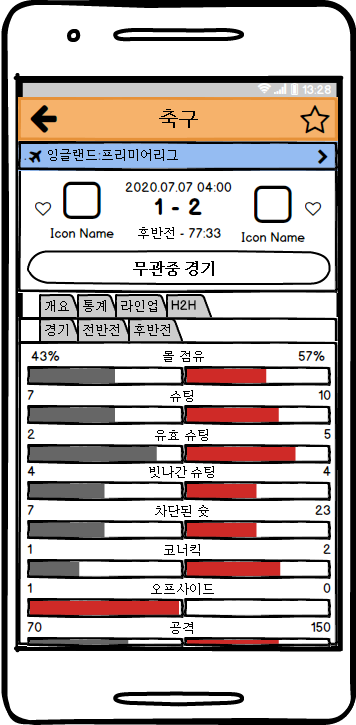 13:28
축구
잉글랜드:프리미어리그
2020.07.07 04:00
1 - 2
Icon Name 후반전 - 77:33 Icon Name
무관중 경기
개요 통계 라인업 H2H
경기 전반전 후반전
43% 몰 점유 57%
7 슈팅 10
2 유효 슈팅 5
4 빗나간 슈팅 4
7 차단된 슛 23
1 코너킥 2
1 오프사이드 0
70 공격 150